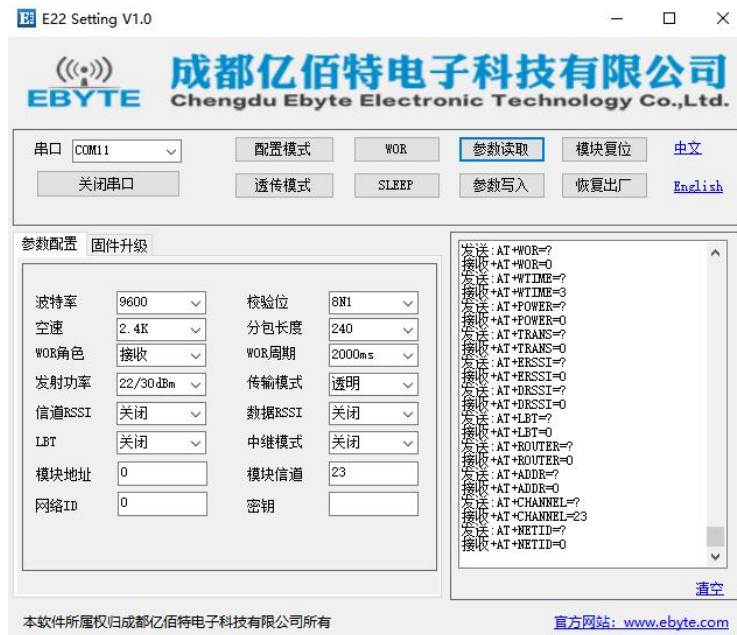 E22 Setting V1.0
EBYTE
成都亿佰特电子科技有限公司
Chengdu Ebyte Electronic Technology Co.,Ltd.
串口 COM11 配置模式 WOR 参数读取 模块复位 中文
关闭串口 透传模式 SLEEP 参数写入 恢复出厂 English
参数配置 固件升级
波特率 9600 校验位 8N1
空速 2.4K 分包长度 240
WOR角色 接收 WOR周期 2000ms
发射功率 22/30dBm 传输模式 透明
信道RSSI 关闭 数据RSSI 关闭
LBT 关闭 中继模式 关闭
模块地址 0 模块信道 23
网络ID 0 密钥
发送:AT+WOR=?
接收+AT+WOR=0
发送:AT+WTIME=?
接收+AT+WTIME=3
发送:AT+POWER=?
接收+AT+POWER=0
发送:AT+TRANS=?
接收+AT+TRANS=0
发送:AT+ERSSI=?
接收+AT+ERSSI=0
发送:AT+DRSSI=?
接收+AT+DRSSI=0
发送:AT+LBT=?
接收+AT+LBT=0
发送:AT+ROUTER=?
接收+AT+ROUTER=0
发送:AT+ADDR=?
接收+AT+ADDR=0
发送:AT+CHANNEL=?
接收+AT+CHANNEL=23
发送:AT+NETID=?
接收+AT+NETID=0
清空
本软件所属权归成都亿佰特电子科技有限公司所有 官方网站：www.ebyte.com